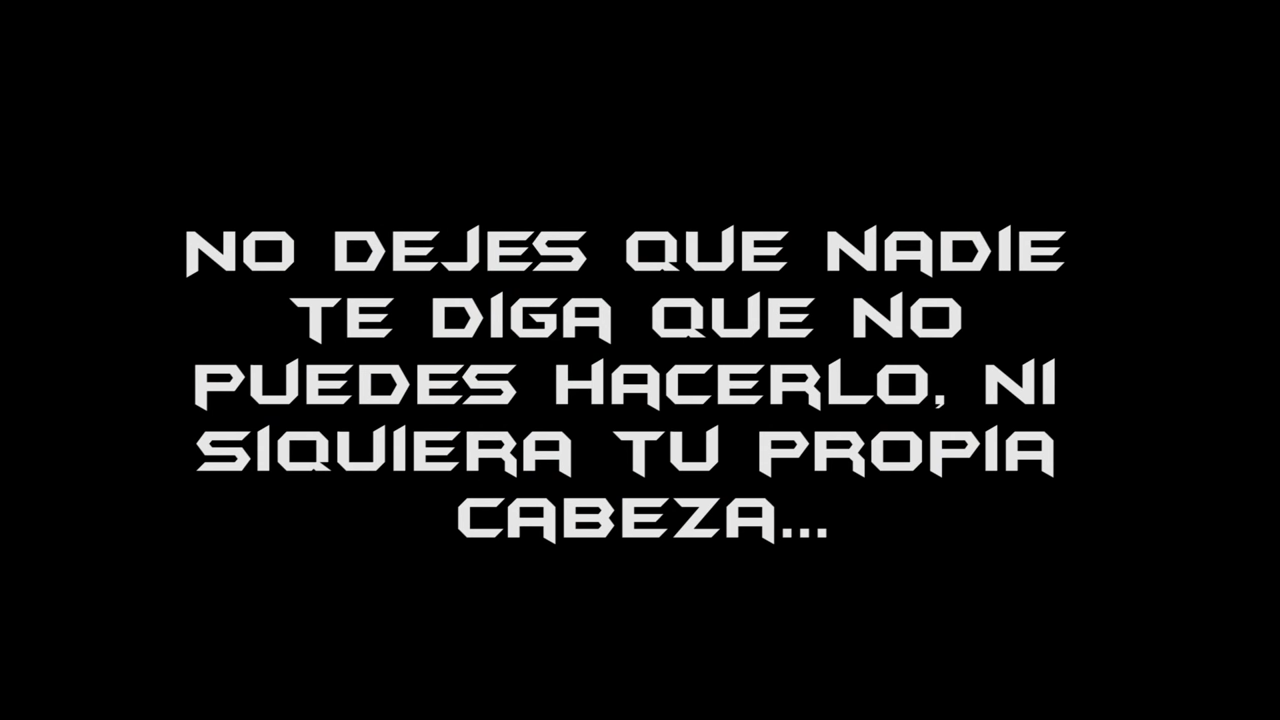 NO DEJES QUE NADIE
TE DIGA QUE NO
PUEDES HACERLO, NI
SIQUIERA TU PROPIA
CABEZA...